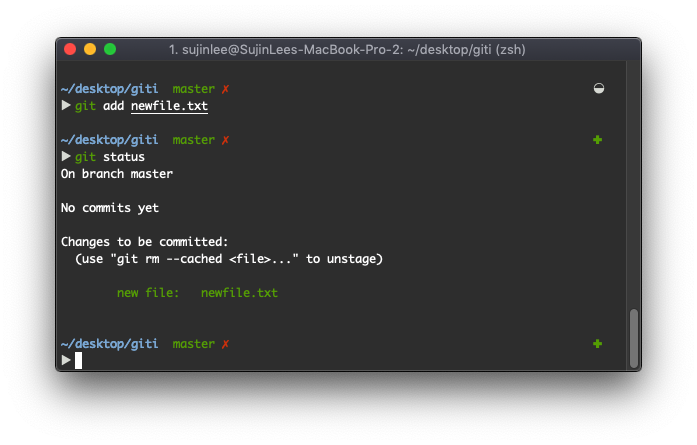 1. sujinlee@SujinLees-MacBook-Pro-2: ~/desktop/giti (zsh)
~/desktop/giti master ✗
▶ git add newfile.txt
~/desktop/giti master ✗ ✚
▶ git status
On branch master
No commits yet
Changes to be committed:
(use "git rm --cached <file>..." to unstage)
new file: newfile.txt
~/desktop/giti master ✗ ✚
▶